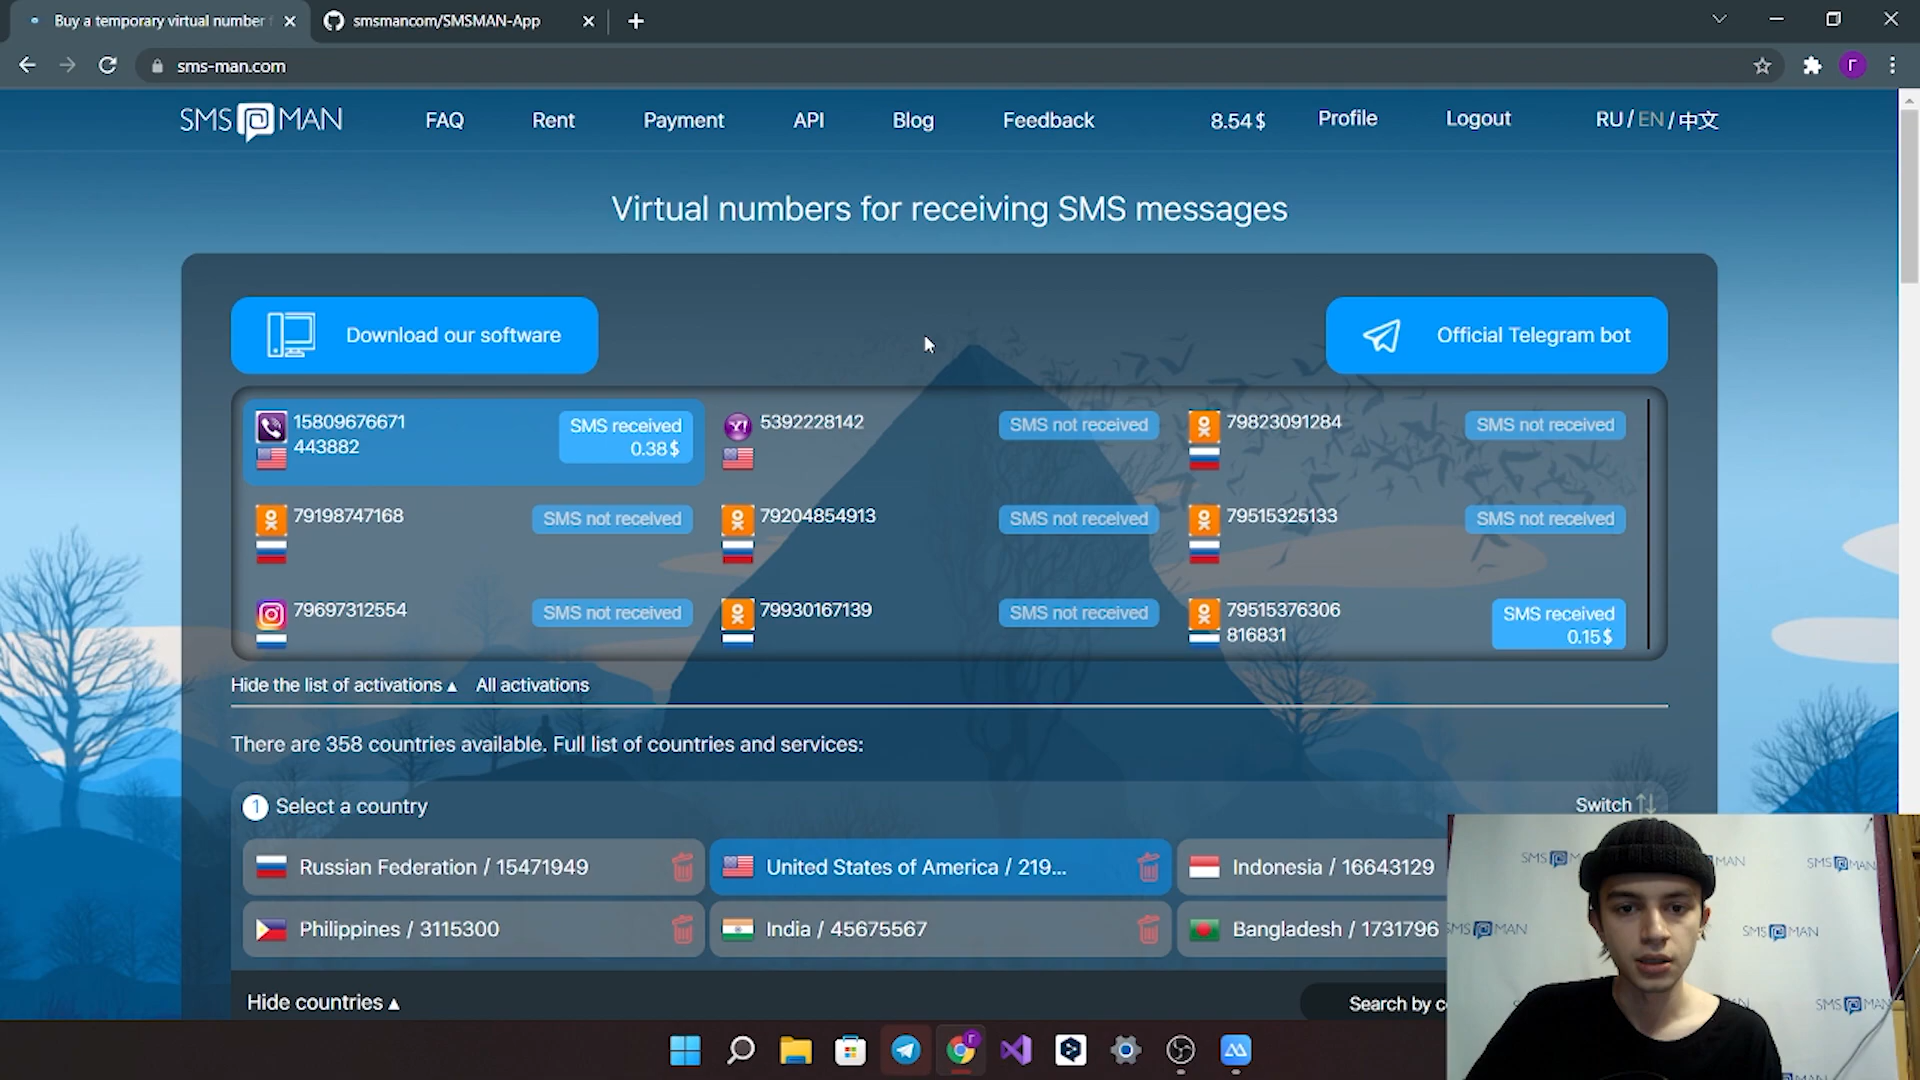 Buy a temporary virtual number f
smsmancom/SMSMAN-App
sms-man.com
SMS MAN
FAQ
Rent
Payment
API
Blog
Feedback
8.54 $
Profile
Logout
RU / EN / 中文
Virtual numbers for receiving SMS messages
Download our software
Official Telegram bot
15809676671
443882
SMS received
0.38 $
5392228142
SMS not received
79823091284
SMS not received
79198747168
SMS not received
79204854913
SMS not received
79515325133
SMS not received
79697312554
SMS not received
79930167139
SMS not received
79515376306
816831
SMS received
0.15 $
Hide the list of activations ▴
All activations
There are 358 countries available. Full list of countries and services:
1 Select a country
Switch
Russian Federation / 15471949
United States of America / 219...
Indonesia / 16643129
Philippines / 3115300
India / 45675567
Bangladesh / 1731796
Hide countries ▴
Search by c